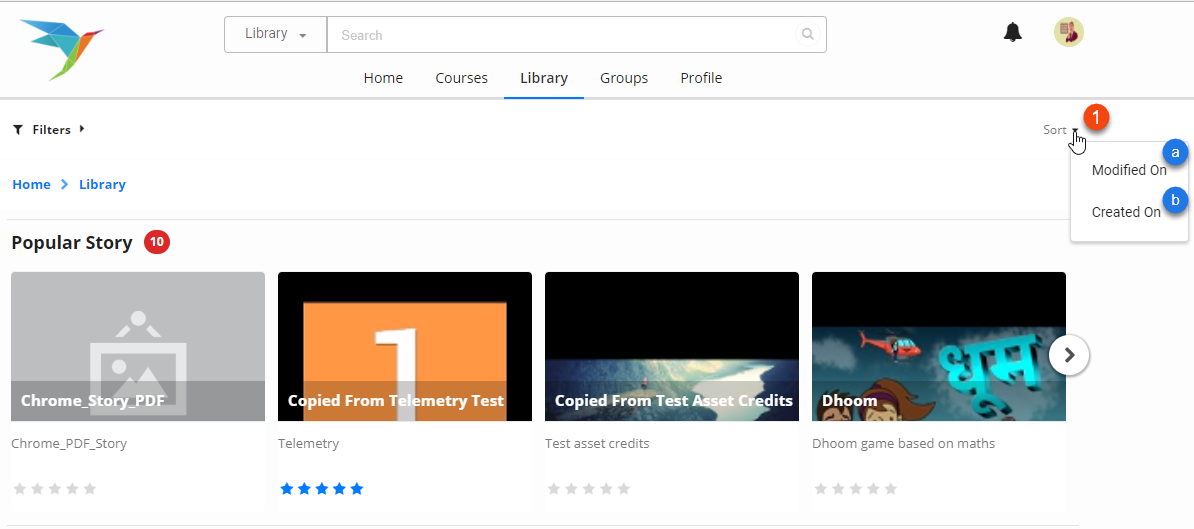 Library
Search
Home Courses Library Groups Profile
Filters
Sort
1
a
Modified On
b
Created On
Home Library
Popular Story 10
1
धूम
Chrome_Story_PDF
Copied From Telemetry Test
Copied From Test Asset Credits
Dhoom
Chrome_PDF_Story
Telemetry
Test asset credits
Dhoom game based on maths